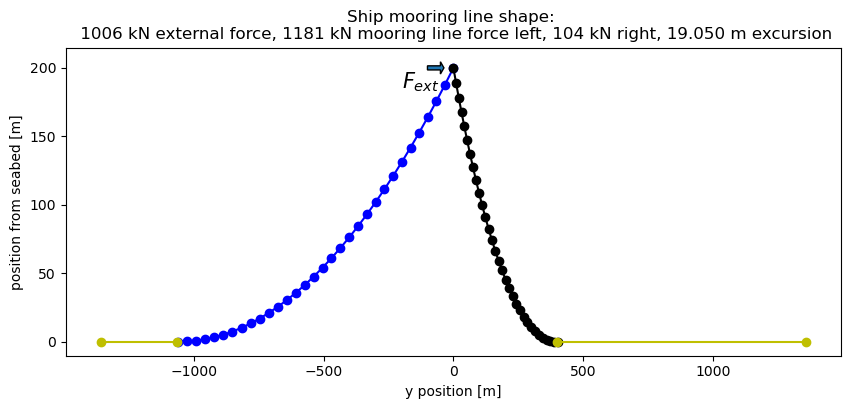 Ship mooring line shape:
1006 kN external force, 1181 kN mooring line force left, 104 kN right, 19.050 m excursion
200
F_ext
150
100
50
0
position from seabed [m]
−1000
−500
0
500
1000
y position [m]